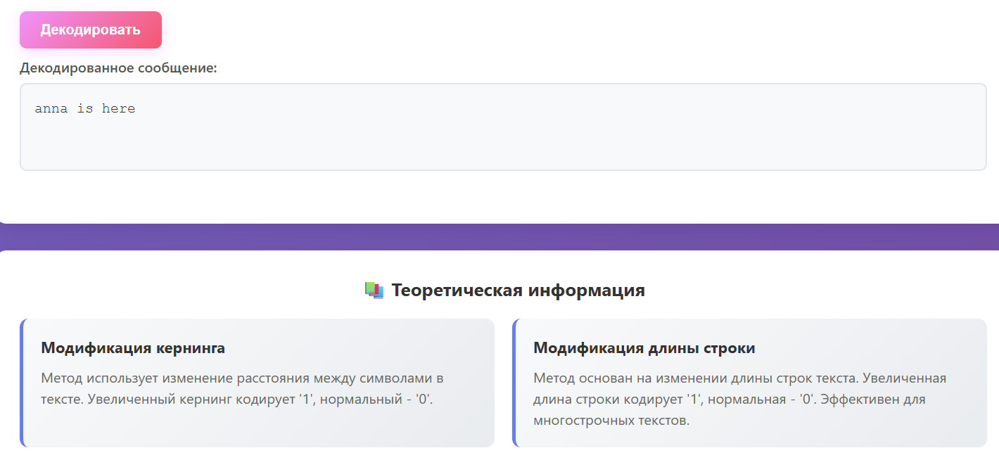 Декодировать
Декодированное сообщение:
anna is here
Теоретическая информация
Модификация кернинга
Метод использует изменение расстояния между символами в
тексте. Увеличенный кернинг кодирует '1', нормальный - '0'.
Модификация длины строки
Метод основан на изменении длины строк текста. Увеличенная
длина строки кодирует '1', нормальная - '0'. Эффективен для
многострочных текстов.